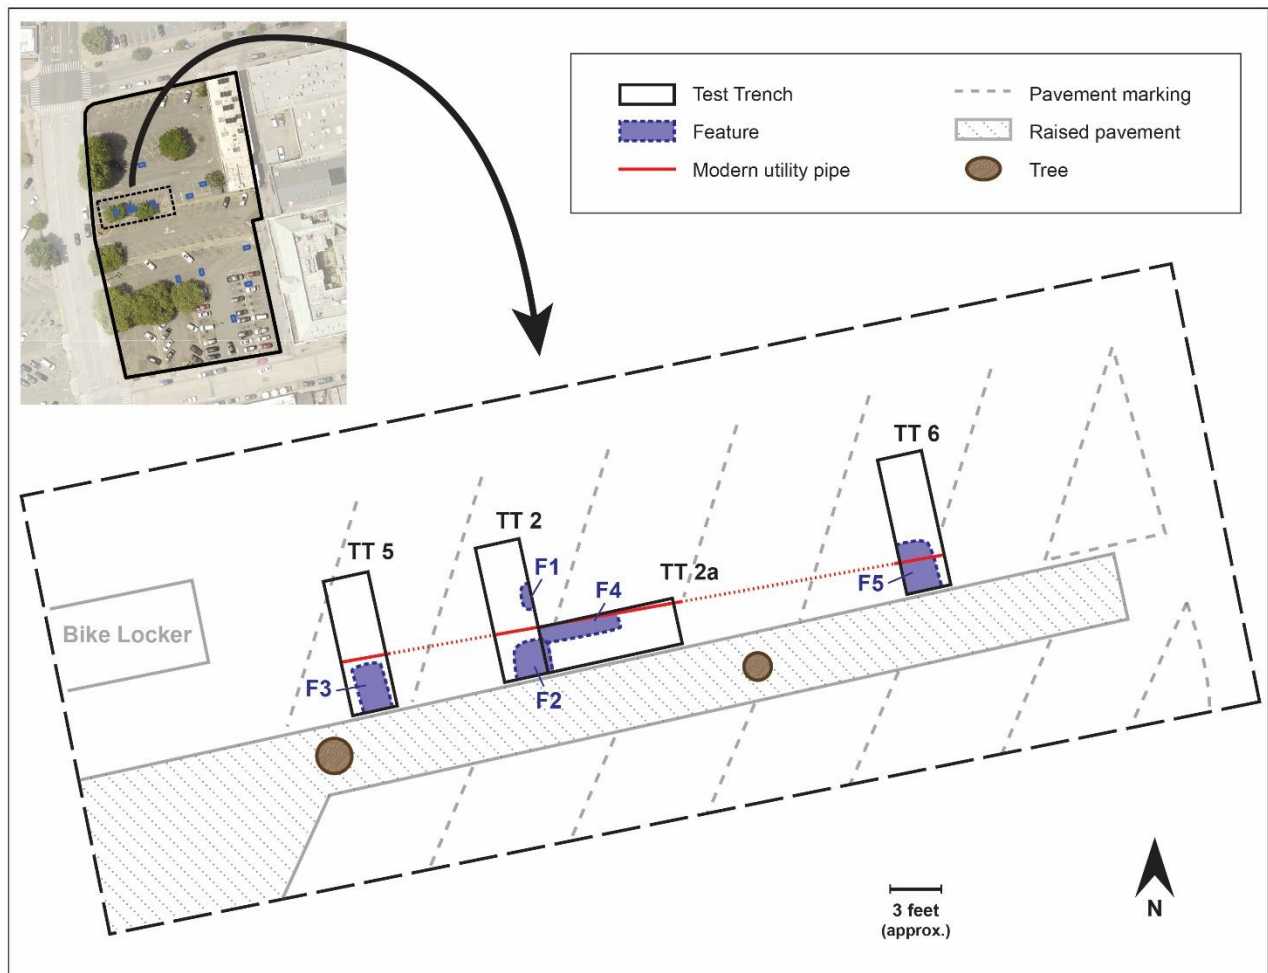 Test Trench
Feature
Modern utility pipe
Pavement marking
Raised pavement
Tree
TT 6
TT 2
TT 5
F1
F4
TT 2a
F5
Bike Locker
F3
F2
3 feet
(approx.)
N